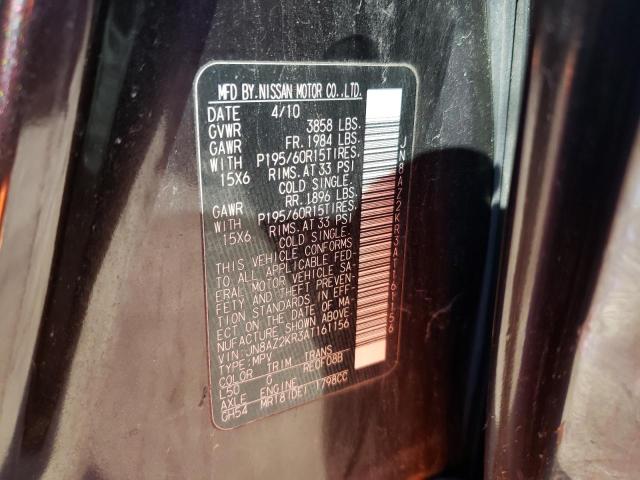 MFD BY.NISSAN MOTOR CO.,LTD.
DATE 4/10
GVWR 3858 LBS.
GAWR FR. 1984 LBS.
WITH P195/60R15TIRES.
15X6 RIMS. AT 33 PSI
COLD SINGLE.
GAWR RR. 1896 LBS.
WITH P195/60R15TIRES.
15X6 RIMS. AT 33 PSI
COLD SINGLE.
THIS VEHICLE CONFORMS
TO ALL APPLICABLE FED-
ERAL MOTOR VEHICLE SA-
FETY AND THEFT PREVEN-
TION STANDARDS IN EFF-
ECT ON THE DATE OF MA-
NUFACTURE SHOWN ABOVE.
VIN:JN8AZ2KR3AT161156
TYPE:MPV
COLOR TRIM TRANS
L50 G RE0F08B
AXLE ENGINE
GH54 MRT8(DE) 1798CC
JN8AZ2KR3AT161156